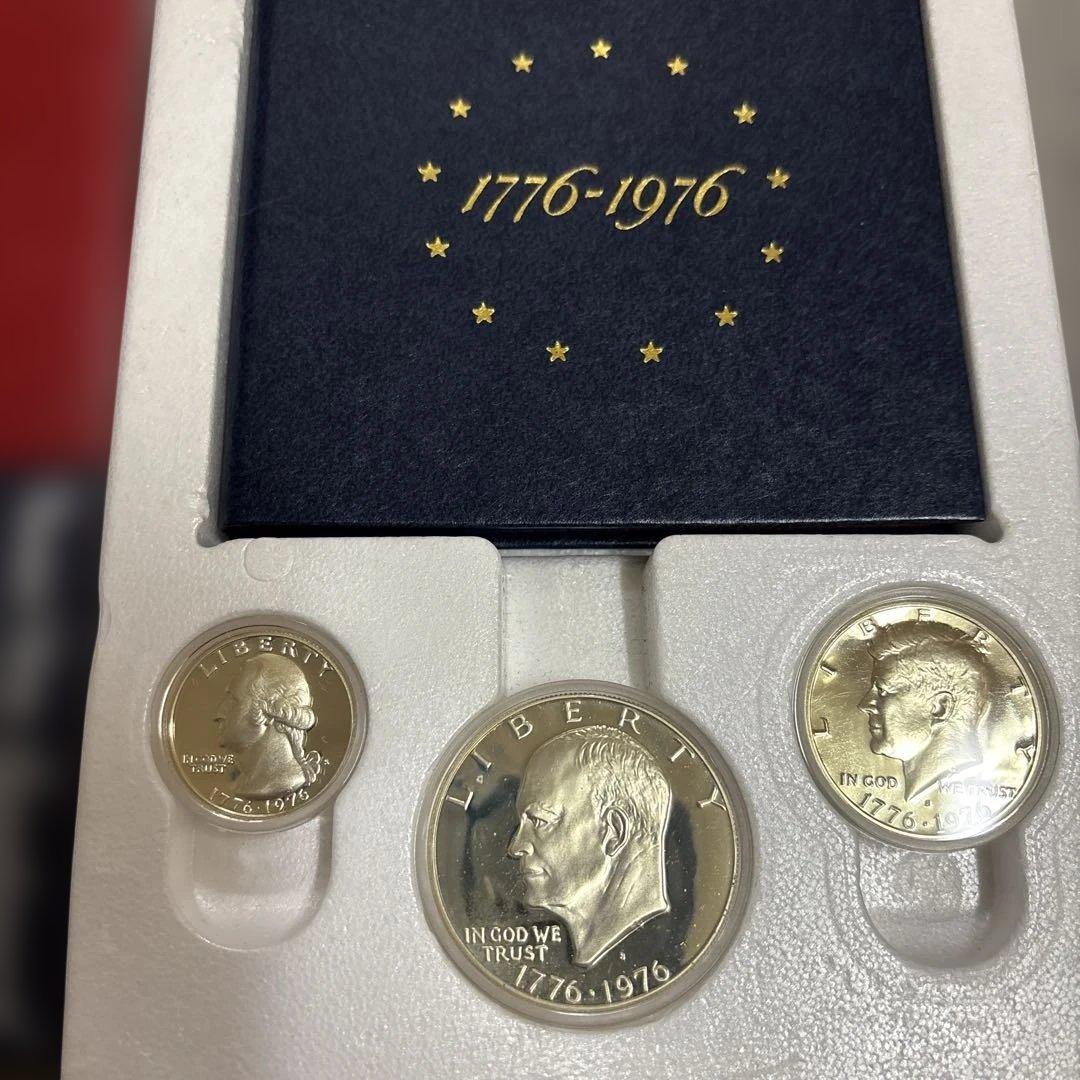 1776-1976
LIBERTY
IN GOD WE
TRUST
S
1776·1976
LIBERTY
IN GOD WE
TRUST
S
1776·1976
LIBERTY
IN GOD WE TRUST
S
1776·1976